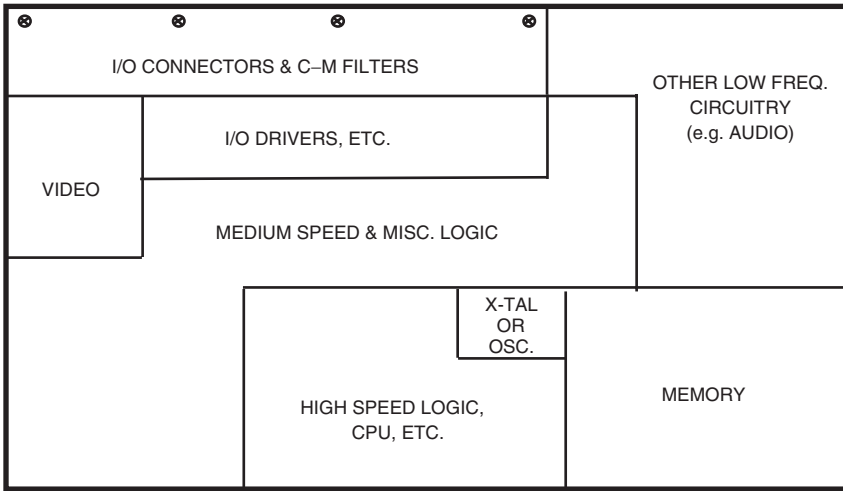 I/O CONNECTORS & C–M FILTERS
OTHER LOW FREQ.
CIRCUITRY
(e.g. AUDIO)
I/O DRIVERS, ETC.
VIDEO
MEDIUM SPEED & MISC. LOGIC
X-TAL
OR
OSC.
HIGH SPEED LOGIC,
CPU, ETC.
MEMORY